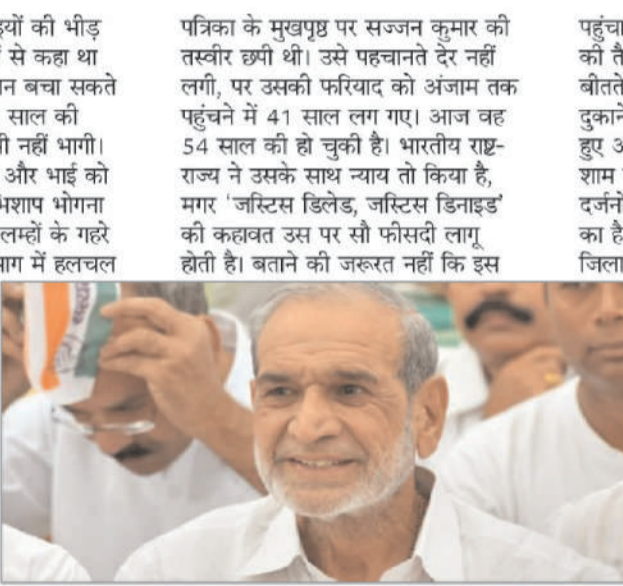 की भीड़
से कहा था
बचा सकते
साल की
नहीं भागी।
और भाई को
भोगना
लम्हों के गहरे
में हलचल
पत्रिका के मुखपृष्ठ पर सज्जन कुमार की
तस्वीर छपी थी। उसे पहचानते देर नहीं
लगी, पर उसकी फरियाद को अंजाम तक
पहुंचने में 41 साल लग गए। आज वह
54 साल की हो चुकी है। भारतीय राष्ट्र-
राज्य ने उसके साथ न्याय तो किया है,
मगर 'जस्टिस डिलेड, जस्टिस डिनाइड'
की कहावत उस पर सौ फीसदी लागू
होती है। बताने की जरूरत नहीं कि इस
की
बीतते
हुए
शाम
का है